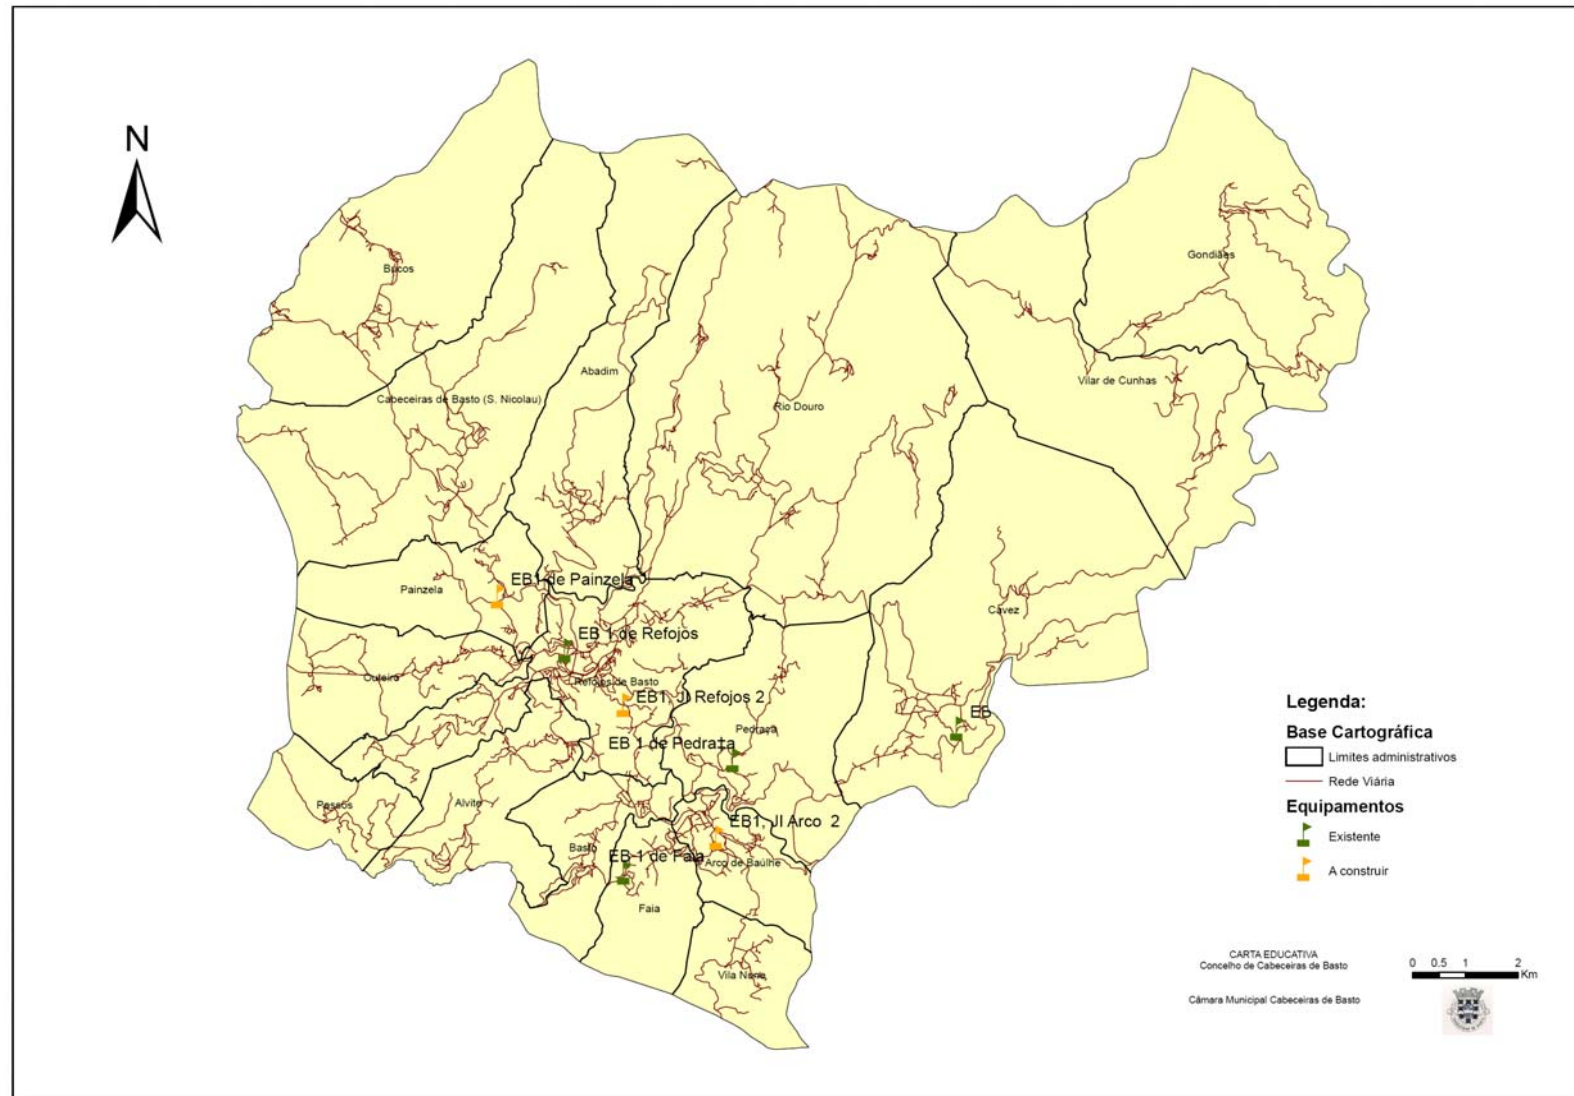 N
Bucos
Gondiães
Abadim
Vilar de Cunhas
Cabeceiras de Basto (S. Nicolau)
Rio Douro
EB1 de Painzela
Painzela
Cavez
EB 1 de Refojos
Outeiro
Refojos de Basto
EB1, JI Refojos 2
EB
Pedraça
EB 1 de Pedrata
Passos
Alvite
EB1, JI Arco 2
Basto
EB 1 de Faia
Arco de Baúlhe
Faia
Vila Nune
Legenda:
Base Cartográfica
Limites administrativos
Rede Viária
Equipamentos
Existente
A construir
CARTA EDUCATIVA
Concelho de Cabeceiras de Basto
Câmara Municipal Cabeceiras de Basto
0 0.5 1 2
Km